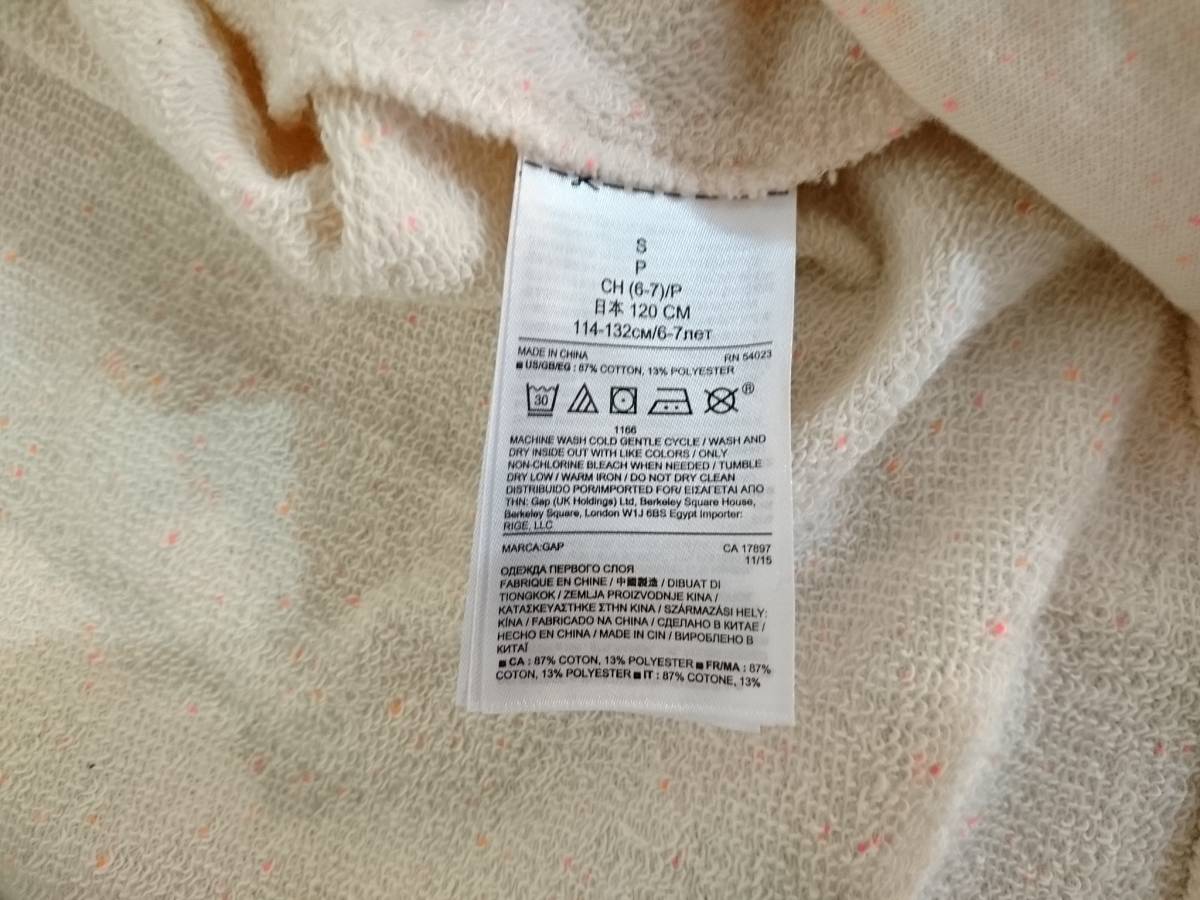 S
P
CH (6-7)/P
日本 120 CM
114-132см/6-7лет
MADE IN CHINA RN 54023
■ US/GB/EG : 87% COTTON, 13% POLYESTER
30 ®
1166
MACHINE WASH COLD GENTLE CYCLE / WASH AND
DRY INSIDE OUT WITH LIKE COLORS / ONLY
NON-CHLORINE BLEACH WHEN NEEDED / TUMBLE
DRY LOW / WARM IRON / DO NOT DRY CLEAN
DISTRIBUIDO POR/IMPORTED FOR/ ΕΙΣΑΓΕΤΑΙ ΑΠΟ
ΤΗΝ: Gap (UK Holdings) Ltd, Berkeley Square House,
Berkeley Square, London W1J 6BS Egypt Importer:
RIGE, LLC
MARCA:GAP CA 17897
11/15
ОДЕЖДА ПЕРВОГО СЛОЯ
FABRIQUE EN CHINE / 中國製造 / DIBUAT DI
TIONGKOK / ZEMLJA PROIZVODNJE KINA /
ΚΑΤΑΣΚΕΥΑΣΤΗΚΕ ΣΤΗΝ ΚΙΝΑ / SZÁRMAZÁSI HELY:
KÍNA / FABRICADO NA CHINA / СДЕЛАНО В КИТАЕ /
HECHO EN CHINA / MADE IN CIN / ВИРОБЛЕНО В
КИТАЇ
■ CA : 87% COTON, 13% POLYESTER ■ FR/MA : 87%
COTON, 13% POLYESTER ■ IT : 87% COTONE, 13%